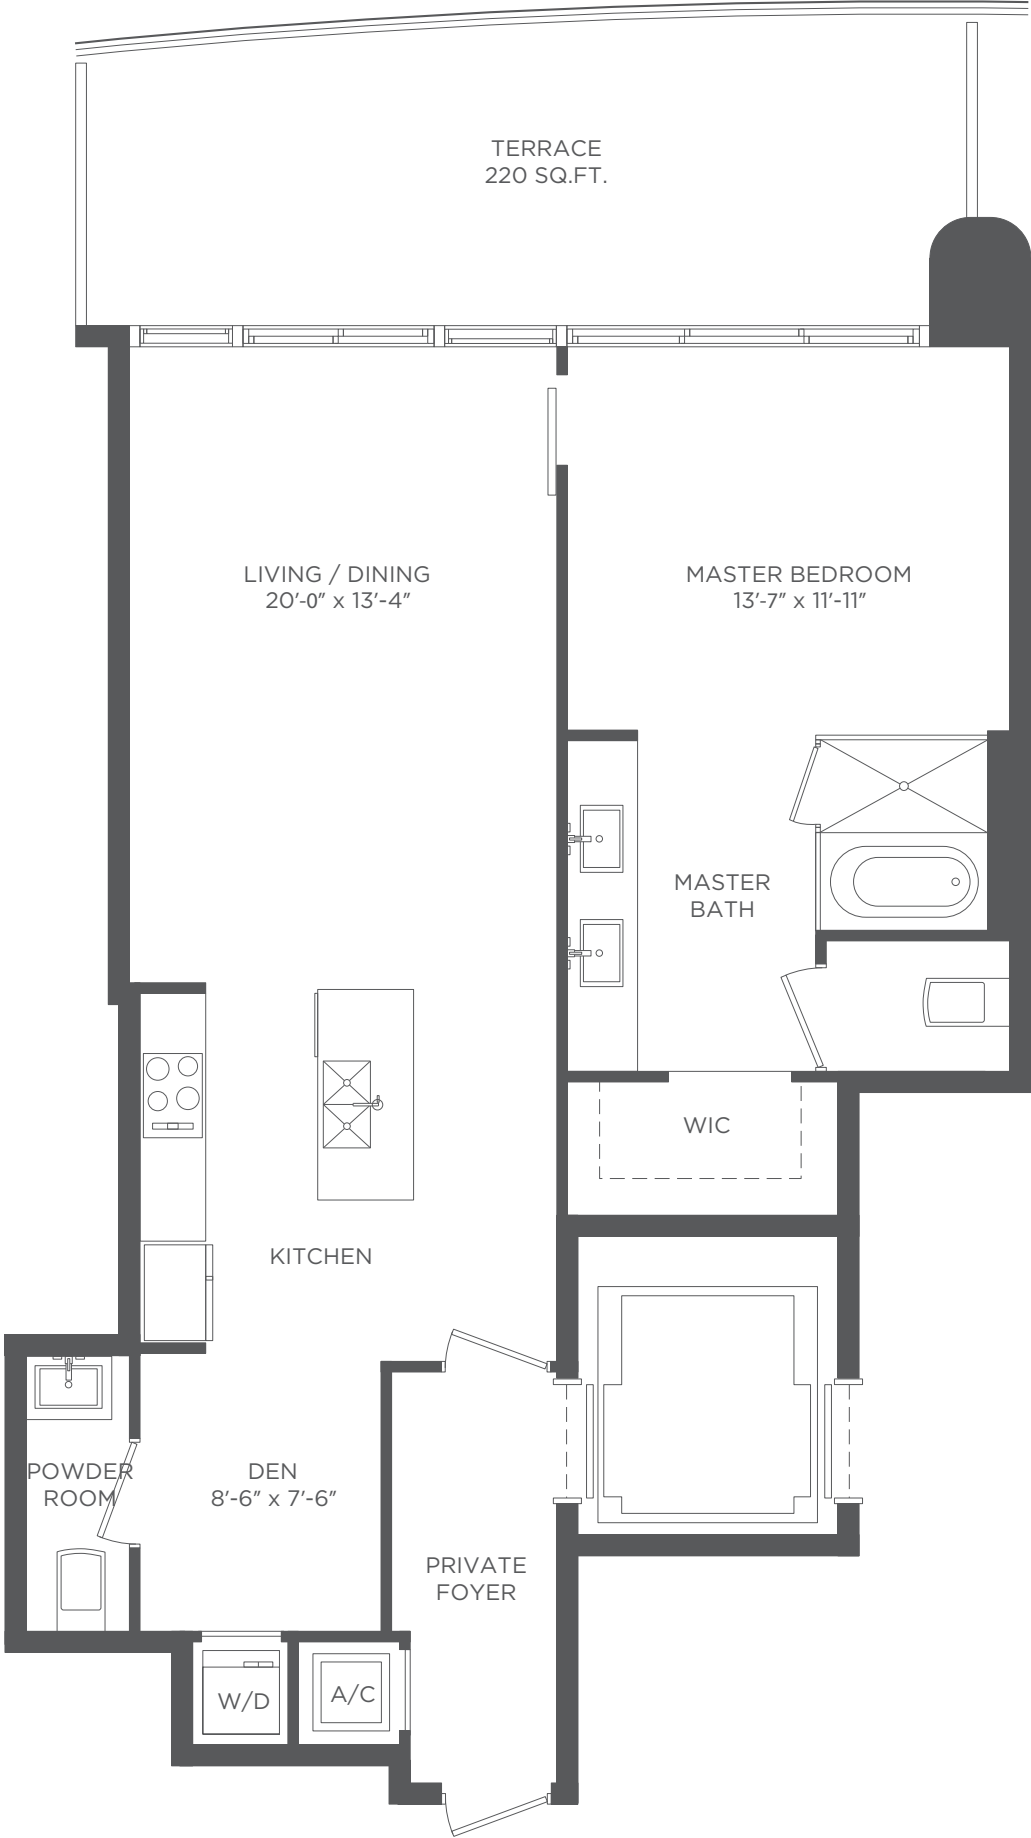 TERRACE
220 SQ.FT.
LIVING / DINING
20'-0" x 13'-4"
MASTER BEDROOM
13'-7" x 11'-11"
MASTER
BATH
WIC
KITCHEN
POWDER
ROOM
DEN
8'-6" x 7'-6"
PRIVATE
FOYER
W/D
A/C